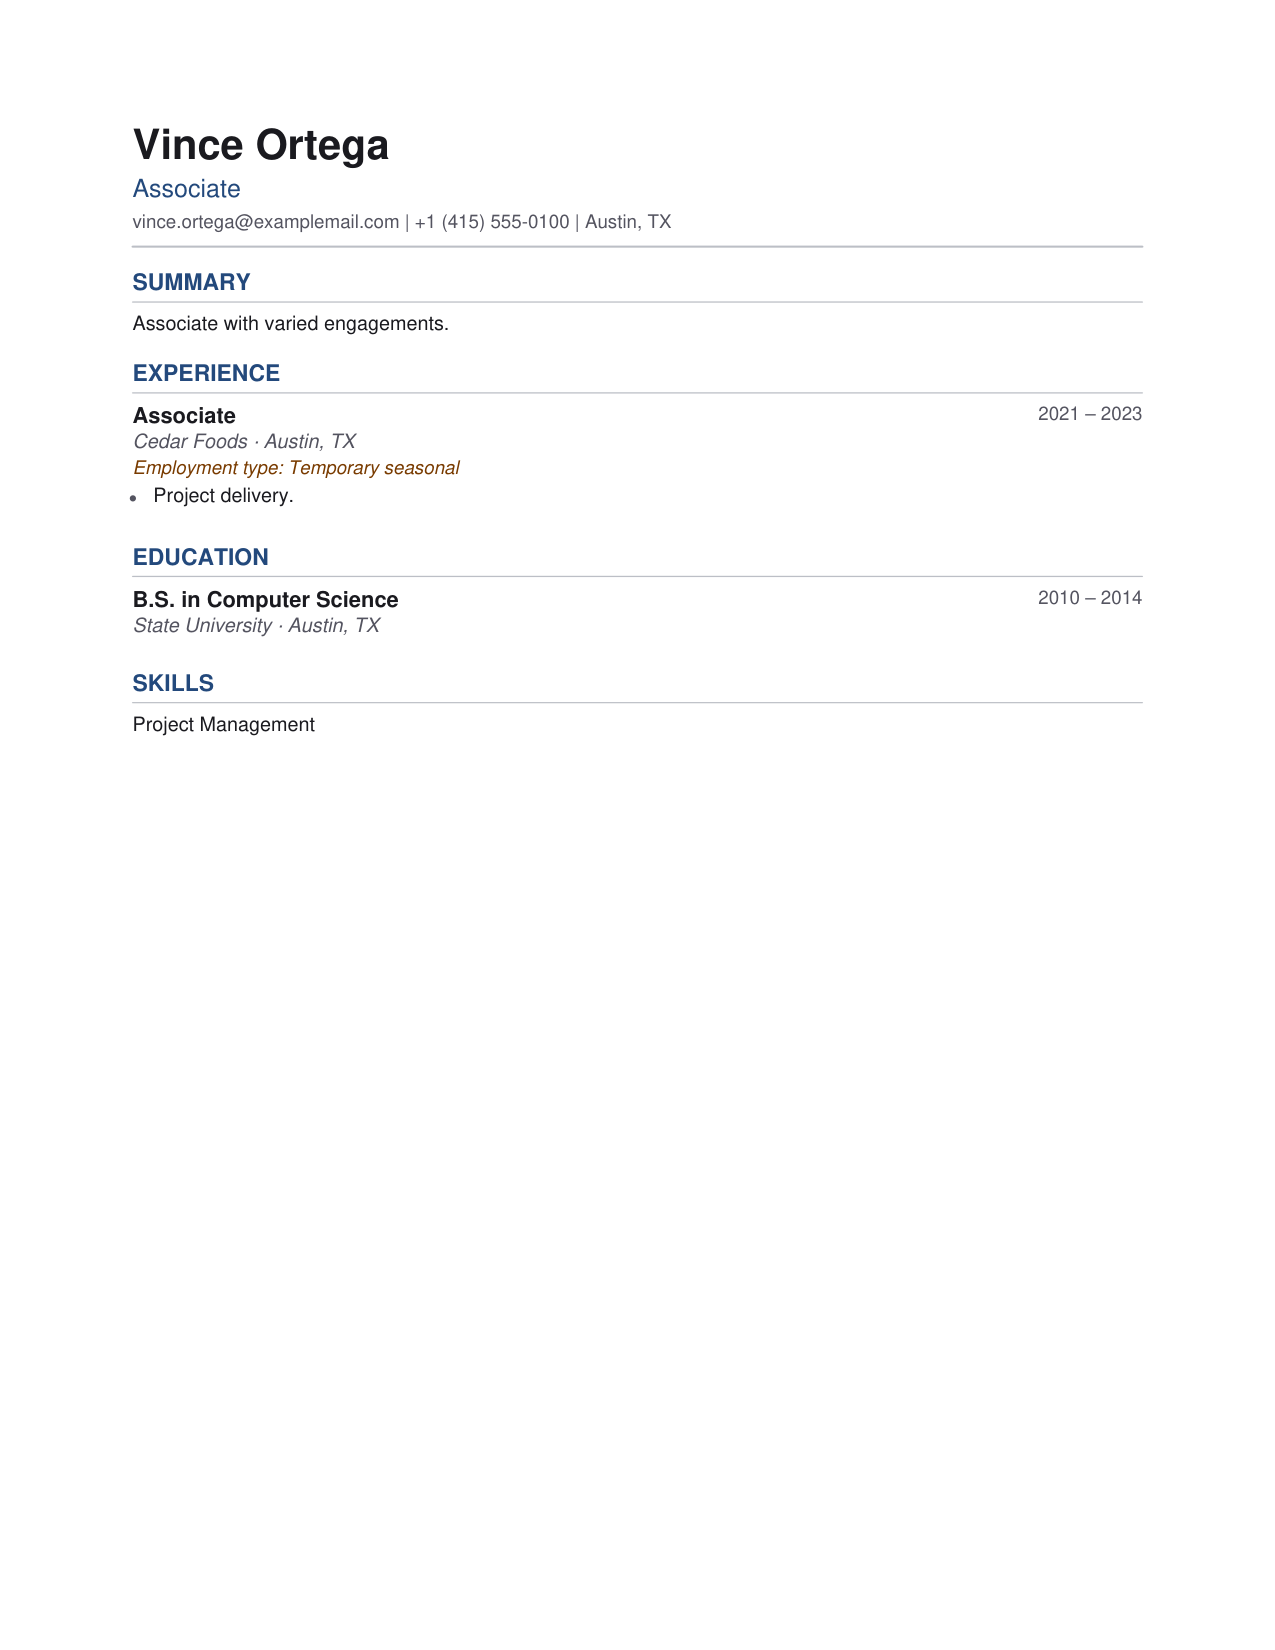 Vince Ortega
Associate
vince.ortega@examplemail.com | +1 (415) 555-0100 | Austin, TX
SUMMARY
Associate with varied engagements.
EXPERIENCE
Associate 2021 – 2023
Cedar Foods · Austin, TX
Employment type: Temporary seasonal
• Project delivery.
EDUCATION
B.S. in Computer Science 2010 – 2014
State University · Austin, TX
SKILLS
Project Management